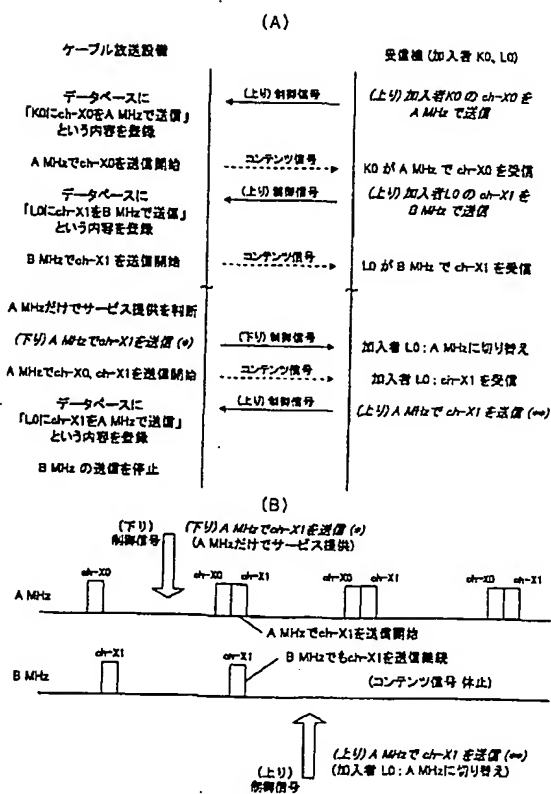 (A)
ケーブル放送設備
受信機 (加入者 K0、L0)
データベースに
「K0にch-X0をA MHzで送信」
という内容を登録
(上り) 制御信号
(上り) 加入者K0 の ch-X0 を
A MHz で送信
A MHzでch-X0を送信開始
コンテンツ信号
K0 が A MHz で ch-X0 を受信
データベースに
「L0にch-X1をB MHzで送信」
という内容を登録
(上り) 制御信号
(上り) 加入者L0 の ch-X1 を
B MHz で送信
B MHzでch-X1 を送信開始
コンテンツ信号
L0 が B MHz で ch-X1 を受信
A MHzだけでサービス提供を判断
(下り) A MHzでch-X1を送信 (*)
(下り) 制御信号
加入者 L0 : A MHzに切り替え
A MHzでch-X0, ch-X1を送信開始
コンテンツ信号
加入者 L0 : ch-X1 を受信
データベースに
「L0にch-X1をA MHzで送信」
という内容を登録
(上り) 制御信号
(上り) A MHzで ch-X1 を送信 (**)
B MHz の送信を停止
(B)
(下り)
制御信号
(下り) A MHzでch-X1を送信 (*)
(A MHzだけでサービス提供)
ch-X0
ch-X0 ch-X1
ch-X0 ch-X1
ch-X0 ch-X1
A MHz
A MHzでch-X1を送信開始
ch-X1
ch-X1
B MHzでもch-X1を送信継続
B MHz
(コンテンツ信号 休止)
(上り)
制御信号
(上り) A MHzで ch-X1 を送信 (**)
(加入者 L0 : A MHzに切り替え)